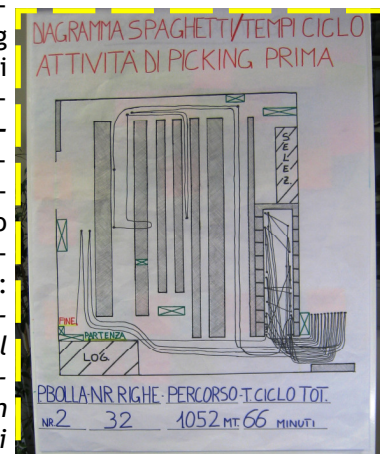 DIAGRAMMA SPAGHETTI/TEMPI CICLO
ATTIVITÀ DI PICKING PRIMA
SELEZ
FINE
PARTENZA
LOG
PBOLLA·NR RIGHE·PERCORSO·T.CICLO TOT.
NR.2 32 1052 MT. 66 MINUTI